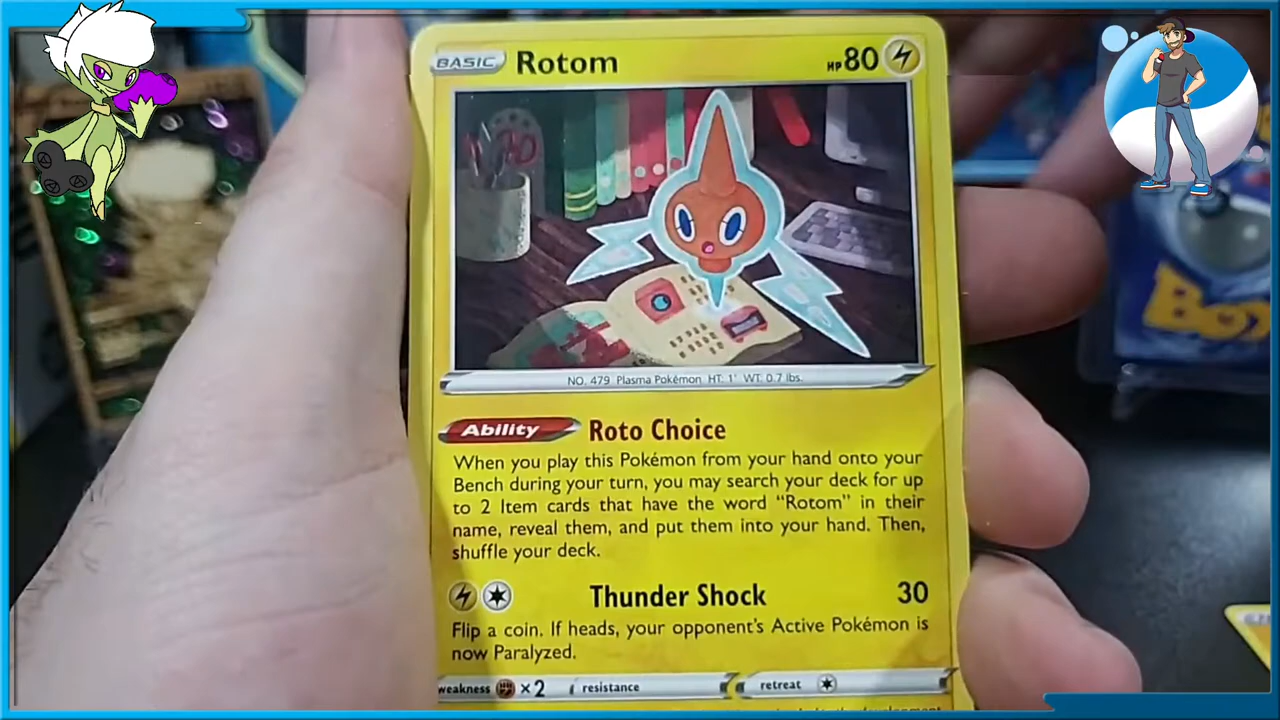 BASIC Rotom HP 80
NO. 479 Plasma Pokémon HT: 1' WT: 0.7 lbs.
Ability Roto Choice
When you play this Pokémon from your hand onto your
Bench during your turn, you may search your deck for up
to 2 Item cards that have the word "Rotom" in their
name, reveal them, and put them into your hand. Then,
shuffle your deck.
Thunder Shock 30
Flip a coin. If heads, your opponent's Active Pokémon is
now Paralyzed.
weakness ×2 resistance retreat